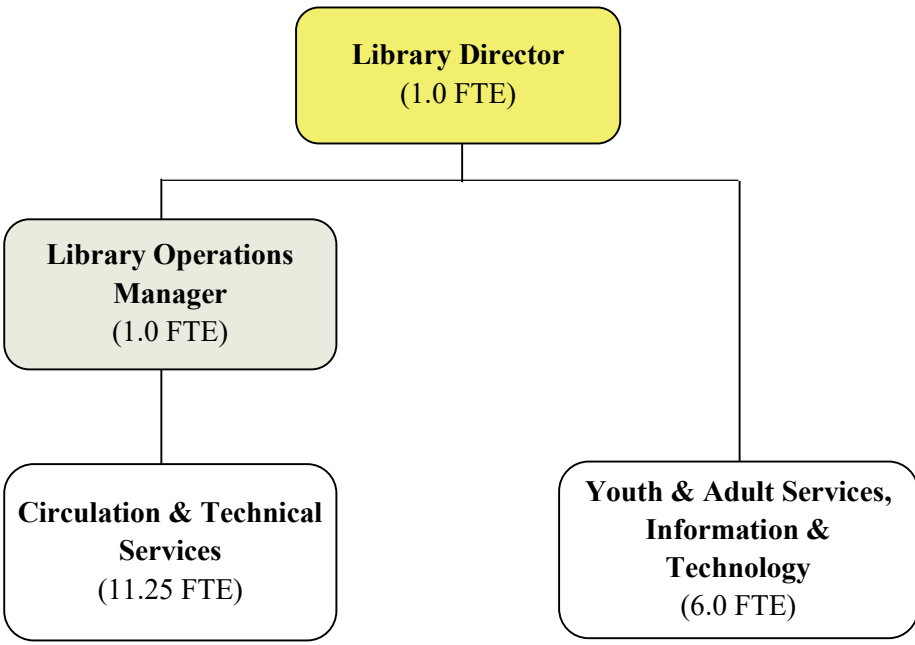 Library Director
(1.0 FTE)
Library Operations
Manager
(1.0 FTE)
Circulation & Technical
Services
(11.25 FTE)
Youth & Adult Services,
Information &
Technology
(6.0 FTE)